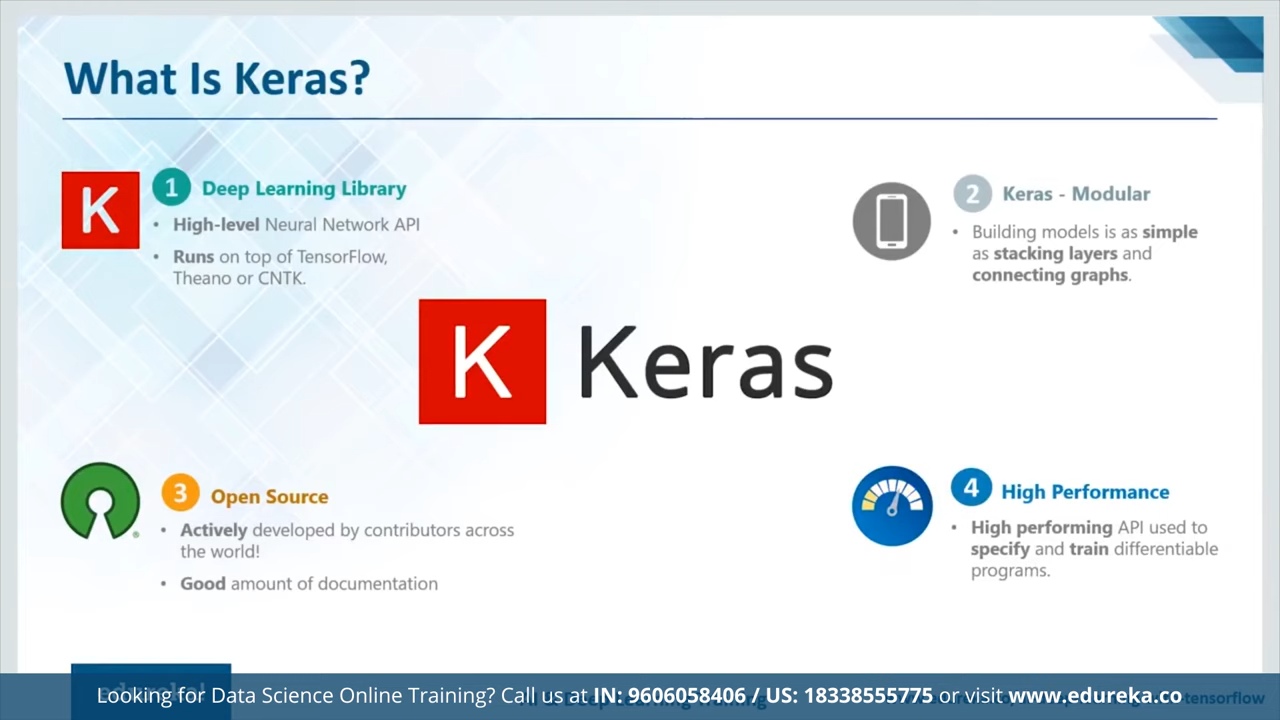 What Is Keras?
K
1 Deep Learning Library
• High-level Neural Network API
• Runs on top of TensorFlow,
Theano or CNTK.
2 Keras - Modular
• Building models is as simple
as stacking layers and
connecting graphs.
K Keras
3 Open Source
• Actively developed by contributors across
the world!
• Good amount of documentation
4 High Performance
• High performing API used to
specify and train differentiable
programs.
Looking for Data Science Online Training? Call us at IN: 9606058406 / US: 18338555775 or visit www.edureka.co